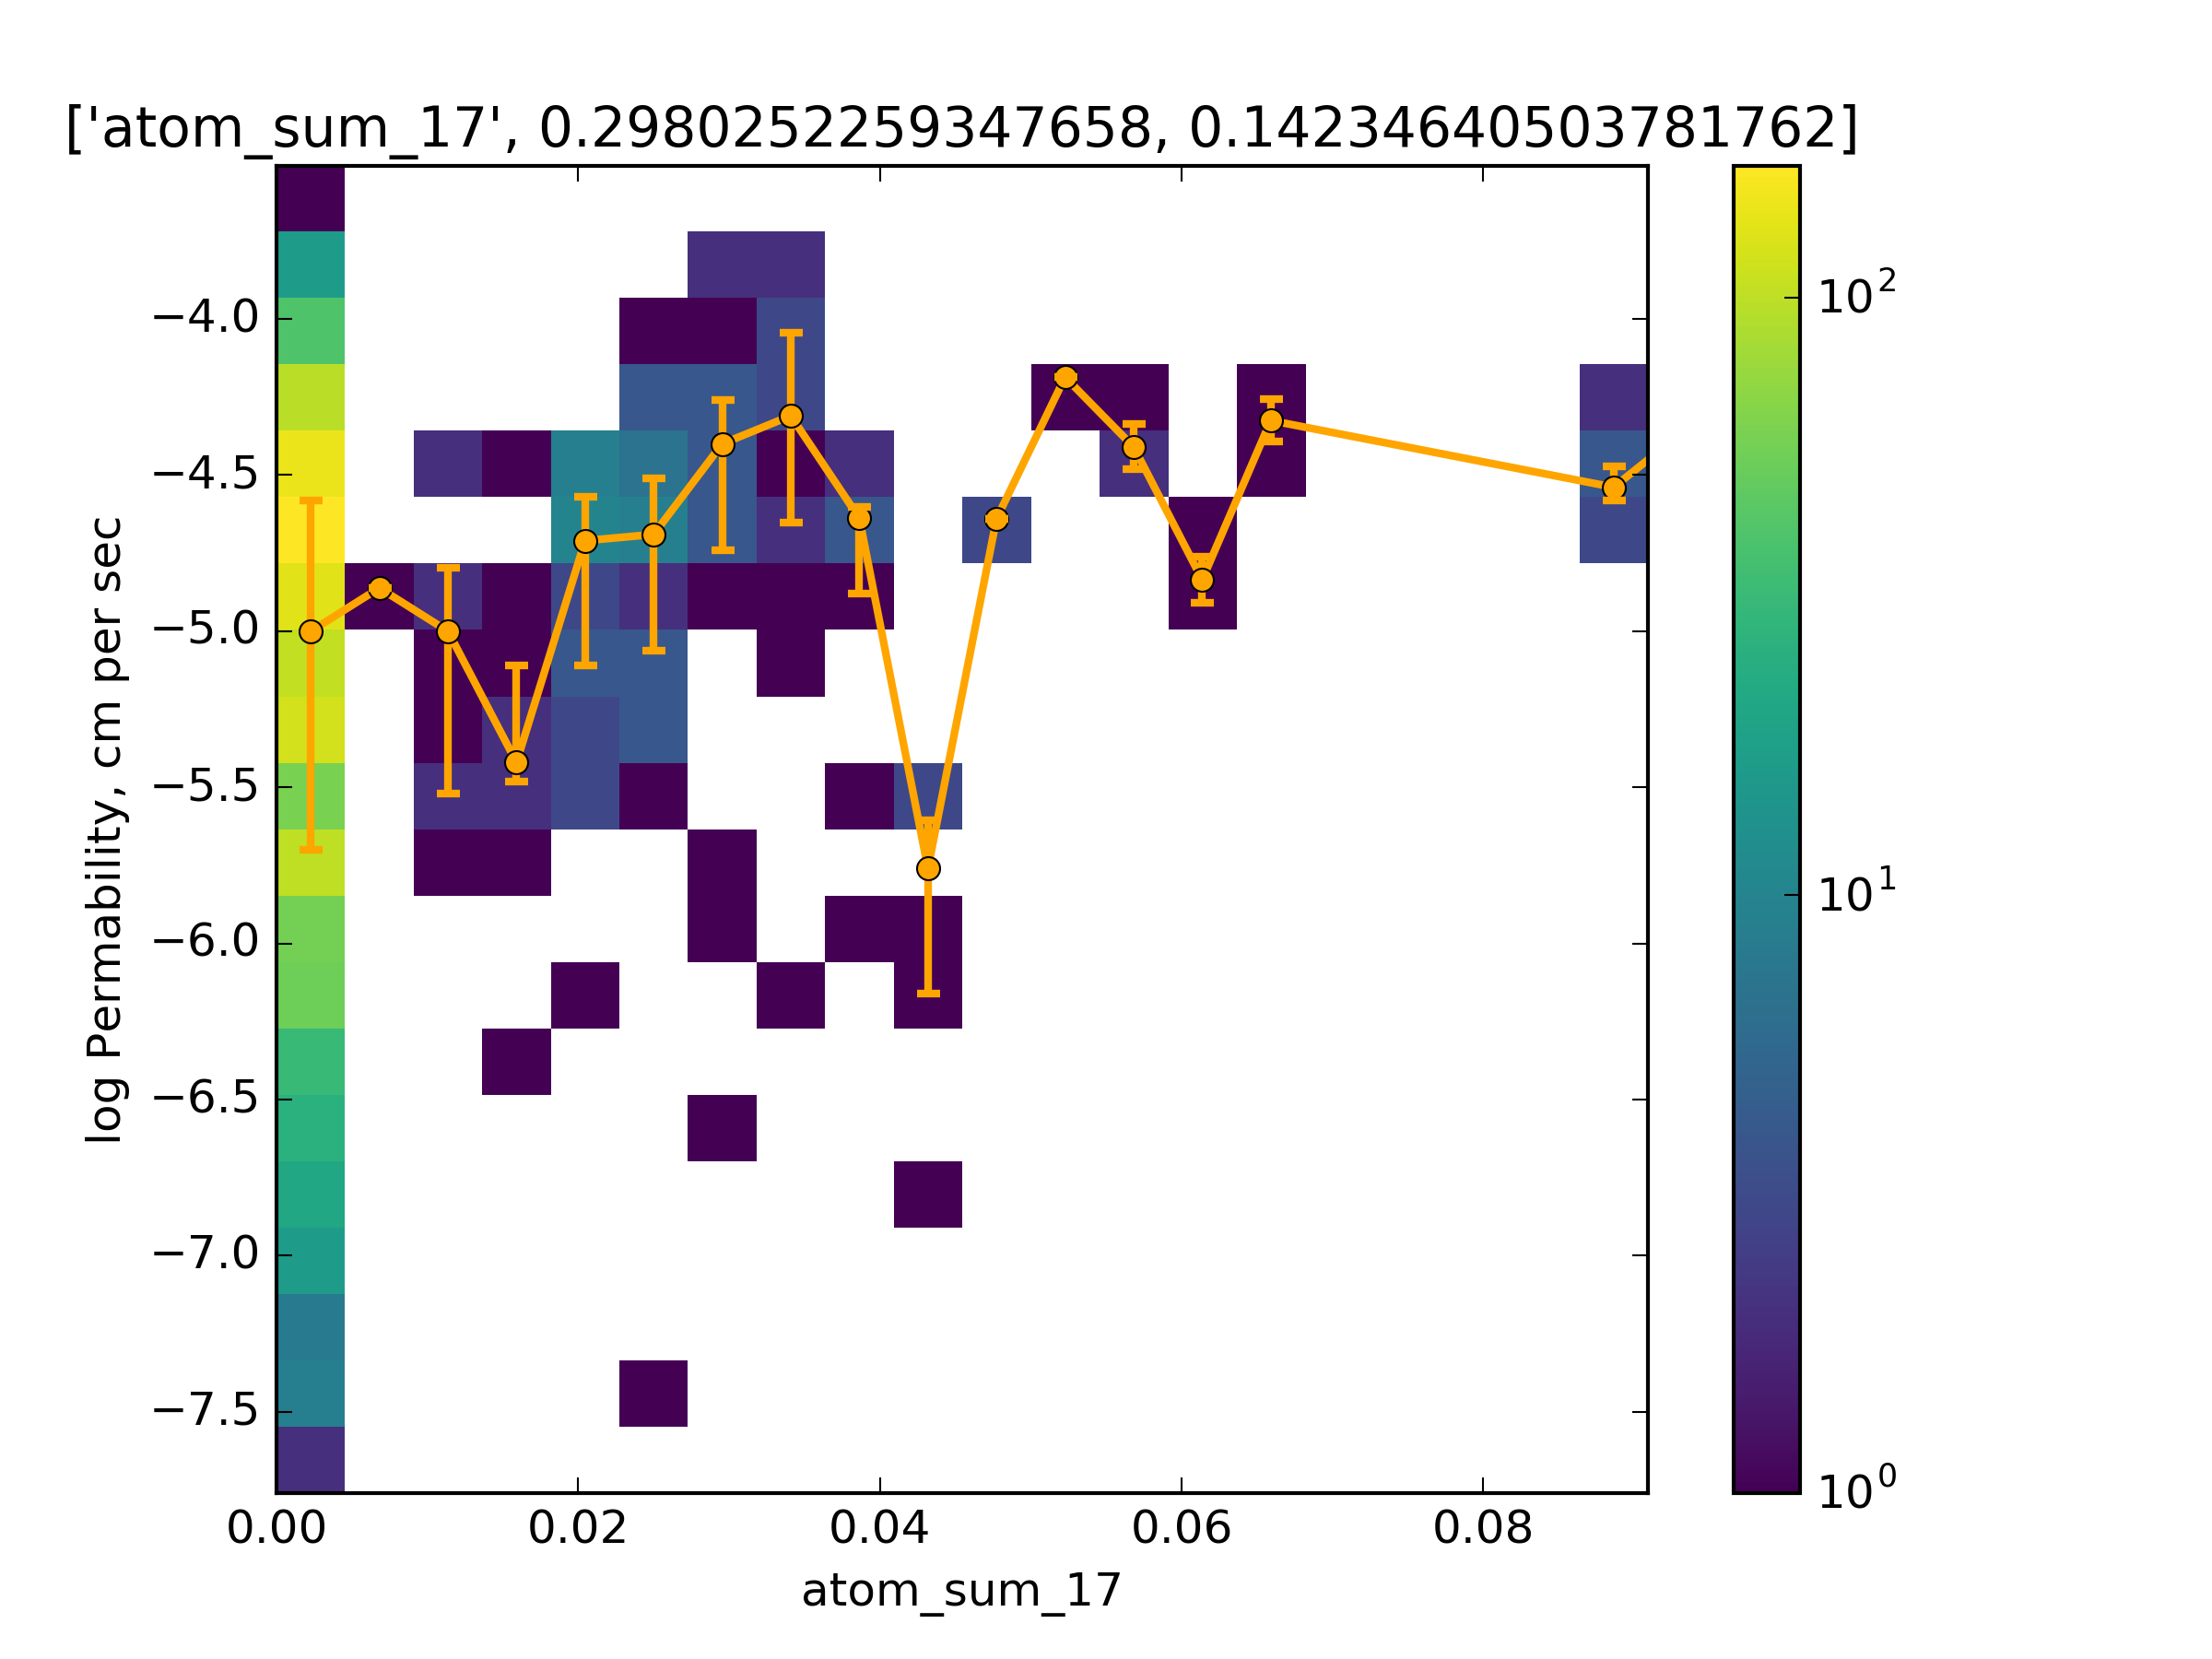 ['atom_sum_17', 0.2980252259347658, 0.14234640503781762]
log Permability, cm per sec
−4.0
−4.5
−5.0
−5.5
−6.0
−6.5
−7.0
−7.5
0.00 0.02 0.04 0.06 0.08
atom_sum_17
10^2
10^1
10^0